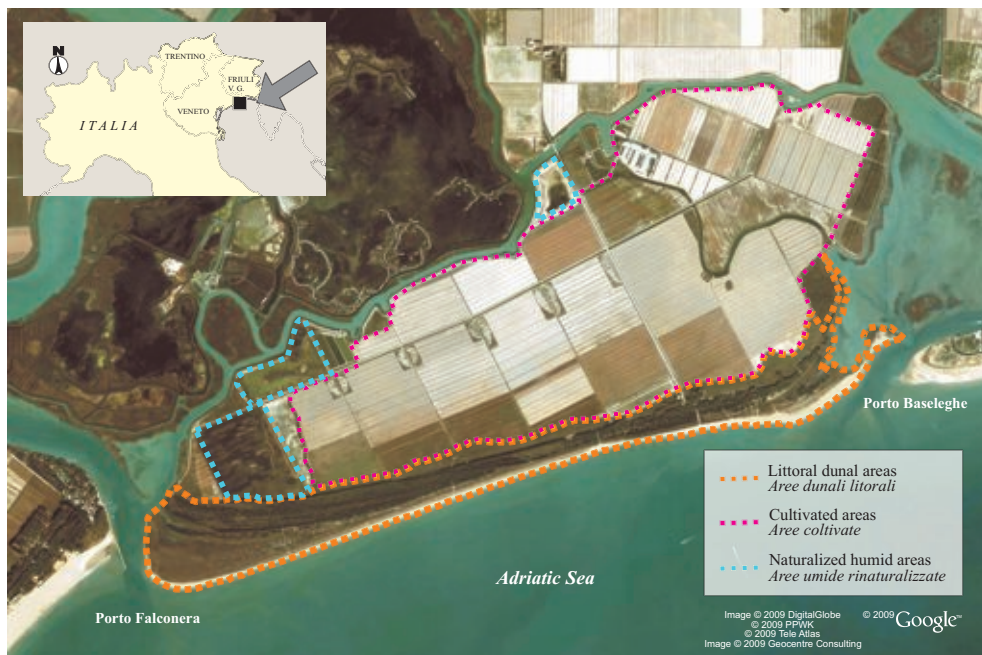 N
TRENTINO
FRIULI
V. G.
VENETO
ITALIA
Porto Baseleghe
Littoral dunal areas
Aree dunali litorali
Cultivated areas
Aree coltivate
Naturalized humid areas
Aree umide rinaturalizzate
Adriatic Sea
Porto Falconera
Image © 2009 DigitalGlobe
© 2009 PPWK
© 2009 Tele Atlas
Image © 2009 Geocentre Consulting
© 2009 Google™